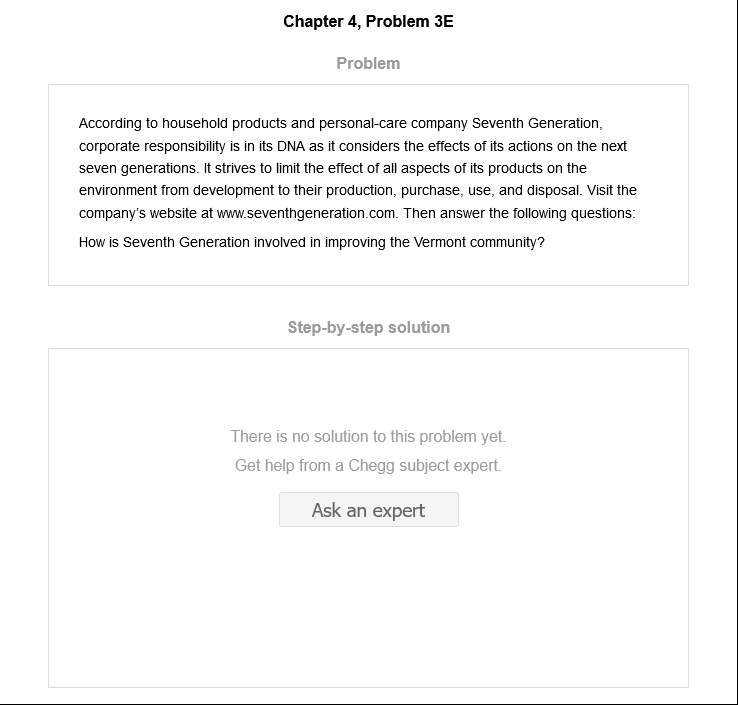 Chapter 4, Problem 3E
Problem
According to household products and personal-care company Seventh Generation,
corporate responsibility is in its DNA as it considers the effects of its actions on the next
seven generations. It strives to limit the effect of all aspects of its products on the
environment from development to their production, purchase, use, and disposal. Visit the
company's website at www.seventhgeneration.com. Then answer the following questions:
How is Seventh Generation involved in improving the Vermont community?
Step-by-step solution
There is no solution to this problem yet.
Get help from a Chegg subject expert.
Ask an expert